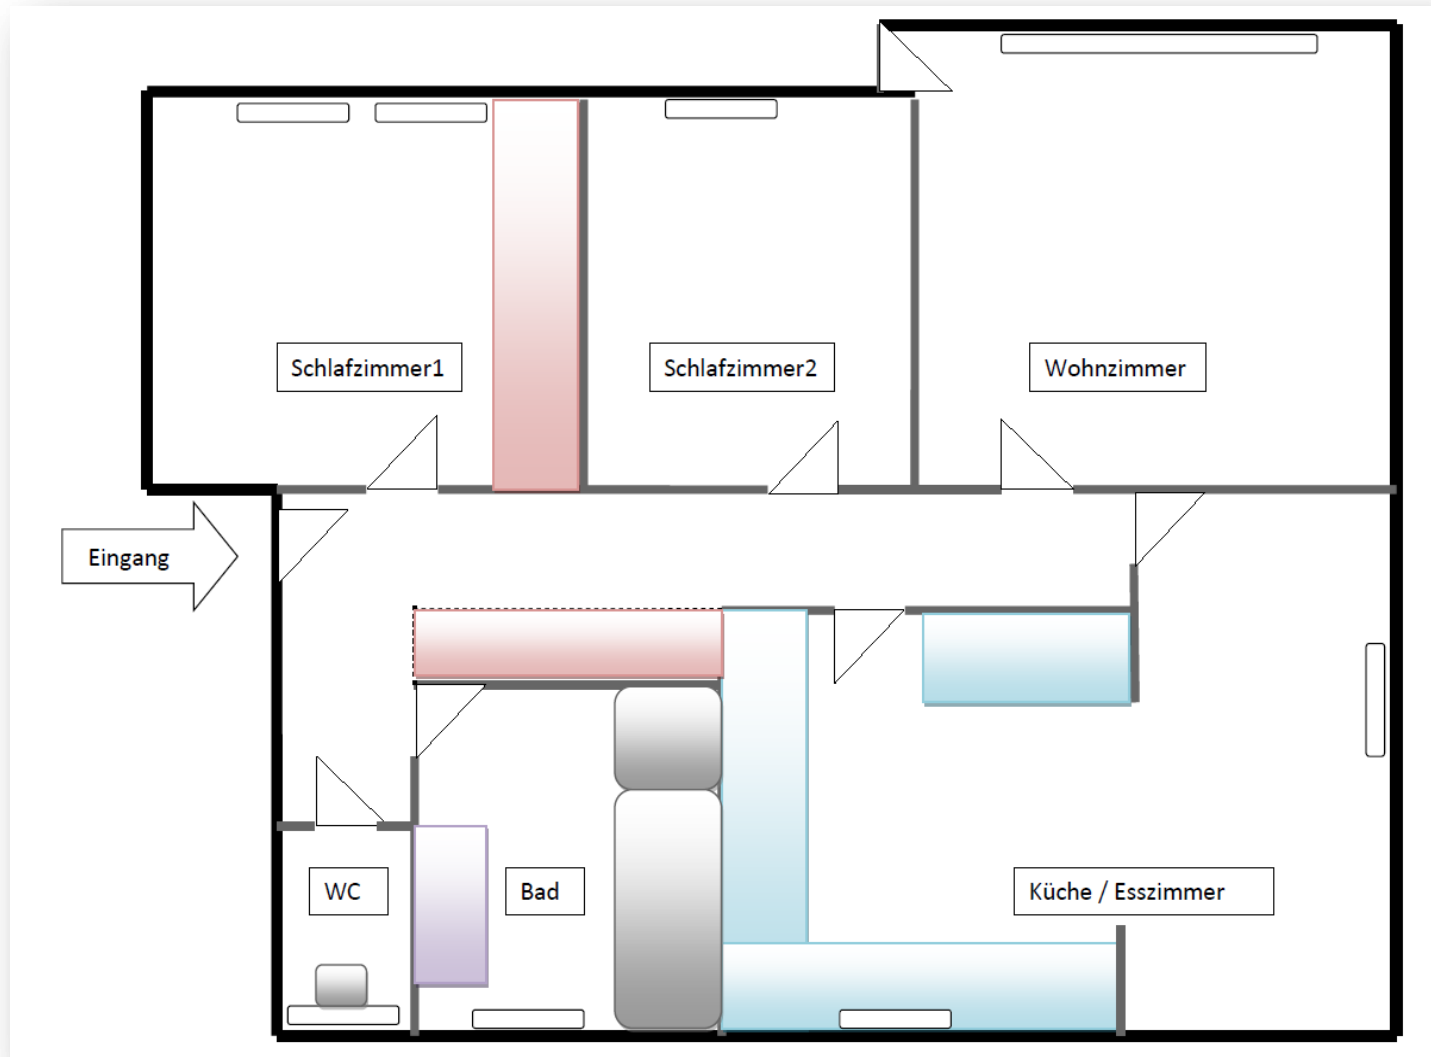 Schlafzimmer1
Schlafzimmer2
Wohnzimmer
Eingang
WC
Bad
Küche / Esszimmer